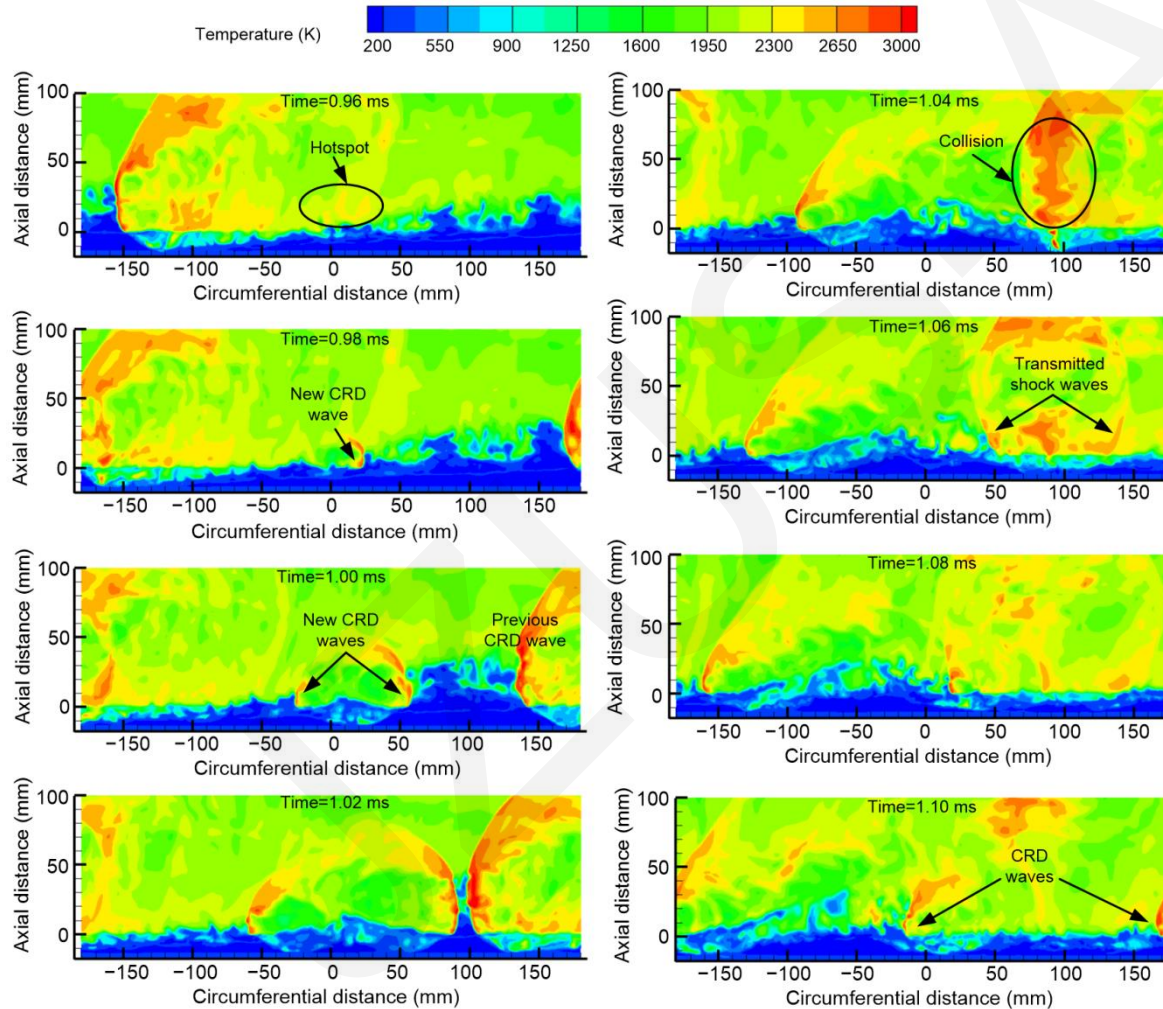 Temperature (K)
200 550 900 1250 1600 1950 2300 2650 3000
Axial distance (mm)
100
50
0
Time=0.96 ms
Hotspot
−150 −100 −50 0 50 100 150
Circumferential distance (mm)
Axial distance (mm)
100
50
0
Time=0.98 ms
New CRD
wave
−150 −100 −50 0 50 100 150
Circumferential distance (mm)
Axial distance (mm)
100
50
0
Time=1.00 ms
New CRD
waves
Previous
CRD wave
−150 −100 −50 0 50 100 150
Circumferential distance (mm)
Axial distance (mm)
100
50
0
Time=1.02 ms
−150 −100 −50 0 50 100 150
Circumferential distance (mm)
Axial distance (mm)
100
50
0
Time=1.04 ms
Collision
−150 −100 −50 0 50 100 150
Circumferential distance (mm)
Axial distance (mm)
100
50
0
Time=1.06 ms
Transmitted
shock waves
−150 −100 −50 0 50 100 150
Circumferential distance (mm)
Axial distance (mm)
100
50
0
Time=1.08 ms
−150 −100 −50 0 50 100 150
Circumferential distance (mm)
Axial distance (mm)
100
50
0
Time=1.10 ms
CRD
waves
−150 −100 −50 0 50 100 150
Circumferential distance (mm)